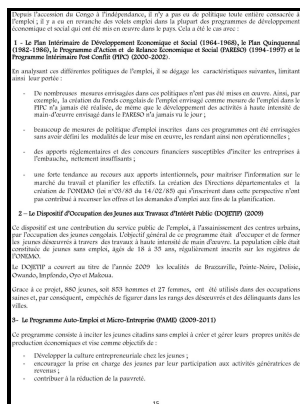 Depuis l'accession du Congo à l'indépendance, il n'y a pas eu de politique toute entière consacrée à
l'emploi ; il y a eu en revanche des volets emploi dans la plupart des programmes de développement
économique et social qui ont été mis en œuvre dans le pays. Cela a été le cas avec :
1 - Le Plan Intérimaire de Développement Economique et Social (1964-1968), le Plan Quinquennal
(1982-1986), le Programme d'Action et de Relance Economique et Social (PARESO) (1994-1997) et le
Programme Intérimaire Post Conflit (PIPC) (2000-2002).
En analysant ces différentes politiques de l'emploi, il se dégage les caractéristiques suivantes, limitant
ainsi leur portée :
- De nombreuses mesures envisagées dans ces politiques n'ont pas été mises en œuvre. Ainsi, par
exemple, la création du Fonds congolais de l'emploi envisagé comme mesure de l'emploi dans le
PIPC n'a jamais été réalisée, de même que le développement des activités à haute intensité de
main-d'œuvre envisagé dans le PARESO n'a jamais vu le jour ;
- beaucoup de mesures de politique d'emploi inscrites dans ces programmes ont été envisagées
sans avoir défini les modalités de leur mise en œuvre, les rendant ainsi non opérationnelles ;
- des apports réglementaires et des concours financiers susceptibles d'inciter les entreprises à
l'embauche, nettement insuffisants ;
- une forte tendance au recours aux apports intentionnels, pour maitriser l'information sur le
marché du travail et planifier les effectifs. La création des Directions départementales et la
création de l'ONEMO (loi n°03/85 du 14/02/85) qui s'inscrivent dans cette perspective n'ont
pas contribué à recenser les offres et les demandes d'emploi aux fins de la planification.
2 – Le Dispositif d'Occupation des Jeunes aux Travaux d'Intérêt Public (DOJETIP) (2009)
Ce dispositif est une contribution du service public de l'emploi, à l'assainissement des centres urbains,
par l'occupation des jeunes congolais. L'Objectif général de ce programme était d'occuper et de former
les jeunes désœuvrés à travers des travaux à haute intensité de main d'œuvre. La population cible était
constituée de jeunes sans emploi, âgés de 18 à 35 ans, régulièrement inscrits sur les registres de
l'ONEMO.
Le DOJETIP a couvert au titre de l'année 2009 les localités de Brazzaville, Pointe-Noire, Dolisie,
Owando, Impfondo, Oyo et Makoua.
Grace à ce projet, 880 jeunes, soit 853 hommes et 27 femmes, ont été utilisés dans des occupations
saines et, par conséquent, empêchés de figurer dans les rangs des désœuvrés et des délinquants dans les
villes.
3- Le Programme Auto-Emploi et Micro-Entreprise (PAME) (2009-2011)
Ce programme consiste à inciter les jeunes citadins sans emploi à créer et gérer leurs propres unités de
production économiques et vise comme objectifs de :
- Développer la culture entrepreneuriale chez les jeunes ;
- encourager la prise en charge des jeunes par leur participation aux activités génératrices de
revenus ;
- contribuer à la réduction de la pauvreté.
15